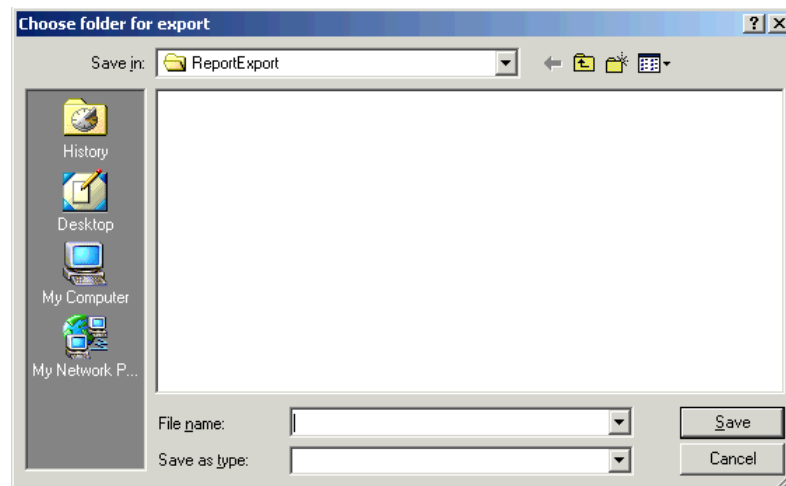 Choose folder for export
Save in: ReportExport
History
Desktop
My Computer
My Network P...
File name:
Save
Save as type:
Cancel